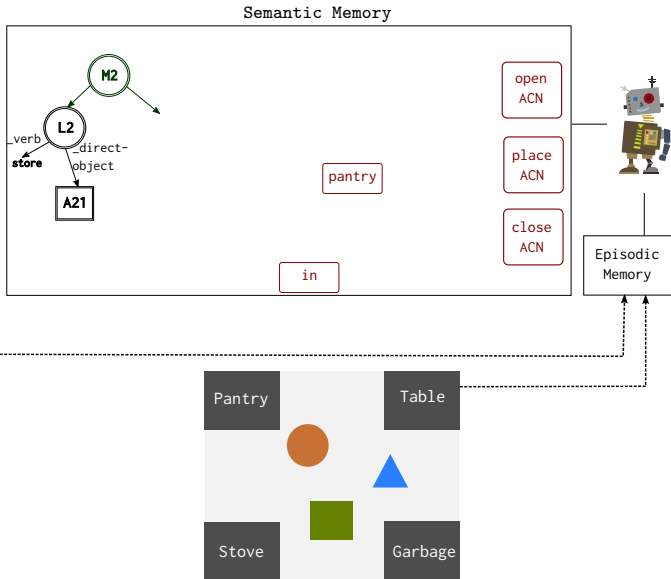 Semantic Memory
M2
open
ACN
L2
_verb
_direct-
object
store
place
ACN
pantry
A21
close
ACN
in
Episodic
Memory
Pantry
Table
Stove
Garbage